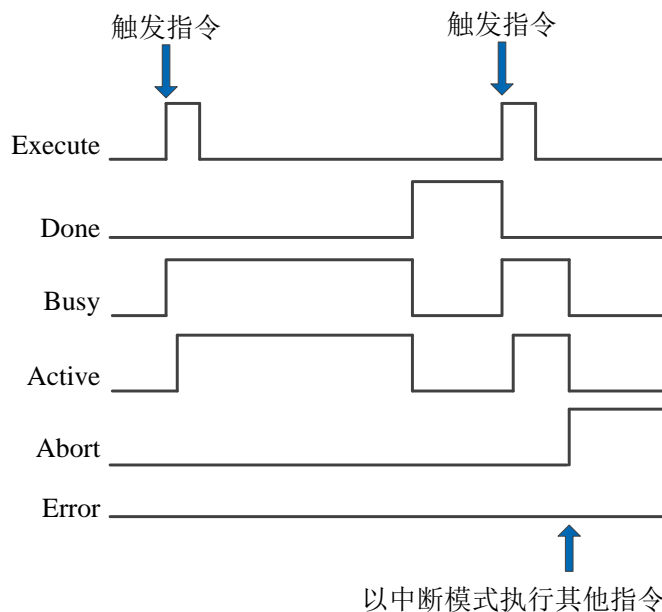 触发指令 触发指令
Execute
Done
Busy
Active
Abort
Error
以中断模式执行其他指令